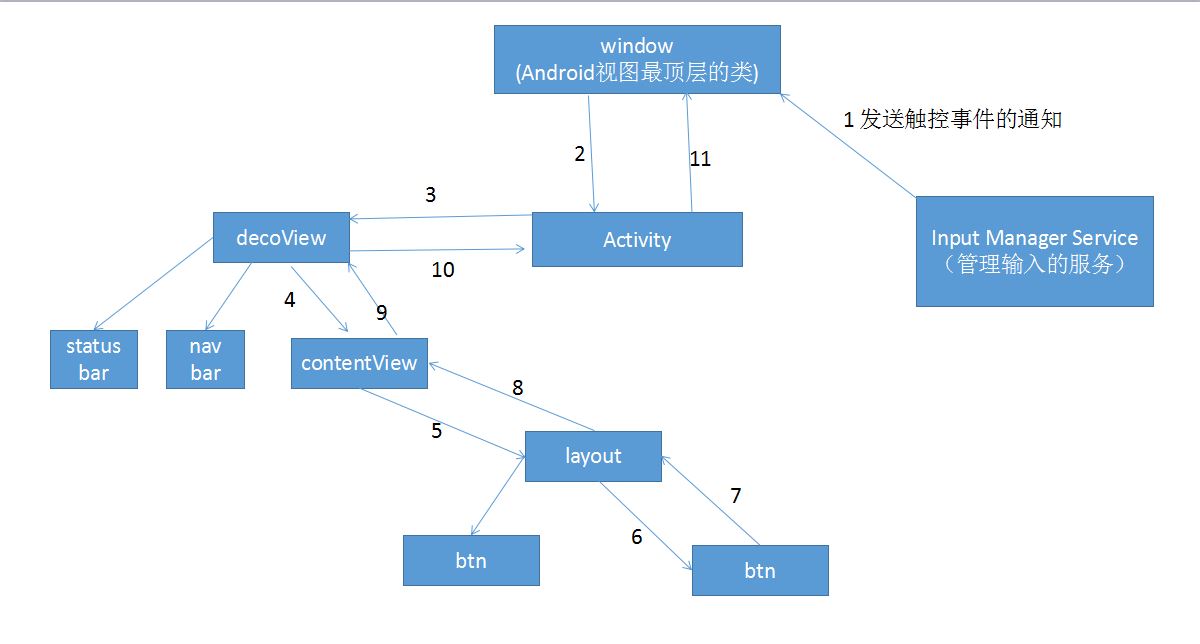 window
(Android视图最顶层的类)
1 发送触控事件的通知
2
11
3
decoView
Activity
Input Manager Service
（管理输入的服务）
10
4
9
status
bar
nav
bar
contentView
8
5
layout
7
6
btn
btn